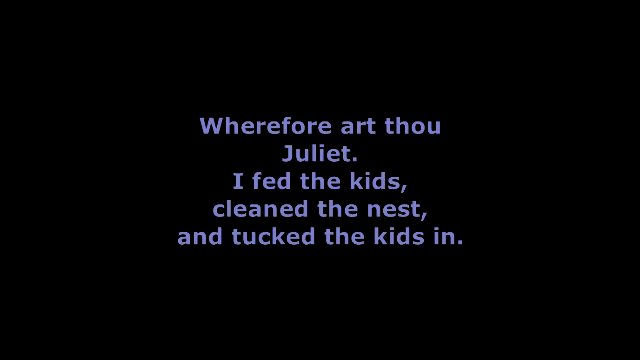 Wherefore art thou
Juliet.
I fed the kids,
cleaned the nest,
and tucked the kids in.